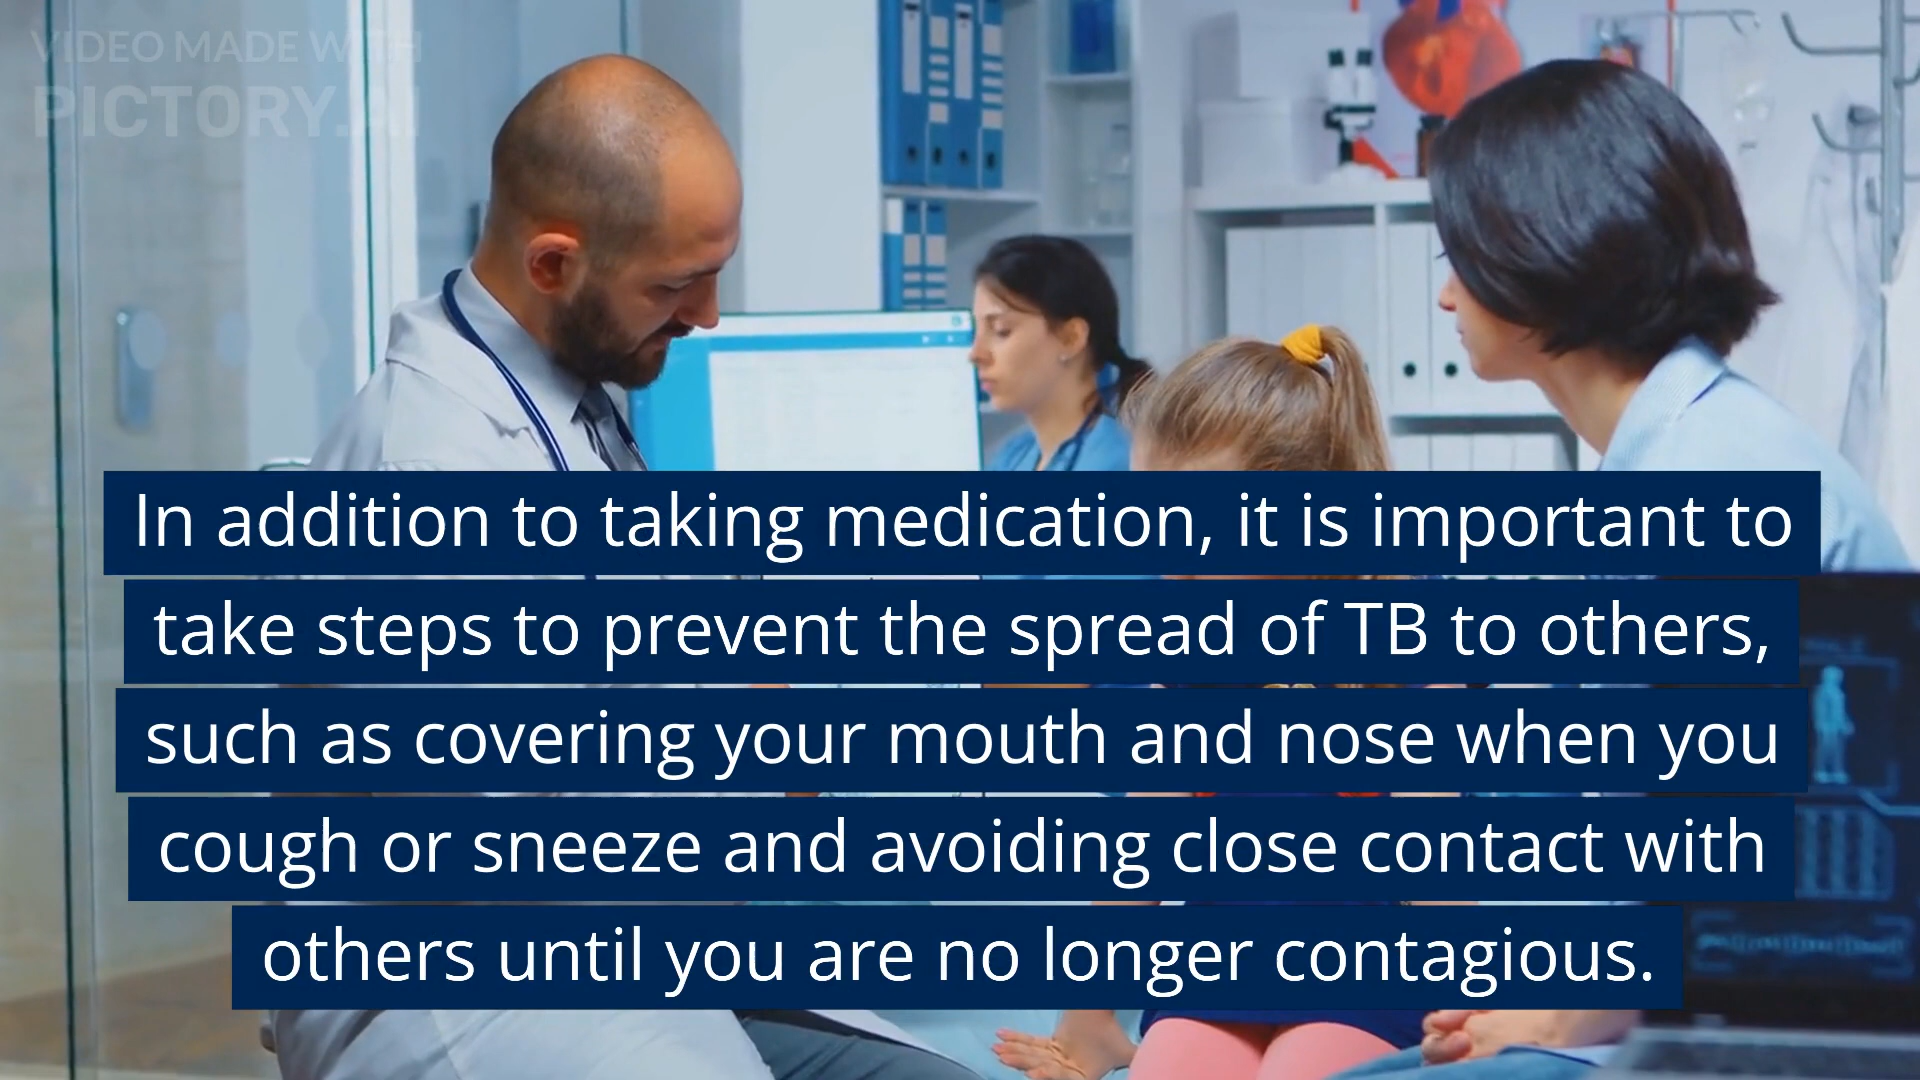 VIDEO MADE WITH
PICTORY.AI
In addition to taking medication, it is important to
take steps to prevent the spread of TB to others,
such as covering your mouth and nose when you
cough or sneeze and avoiding close contact with
others until you are no longer contagious.